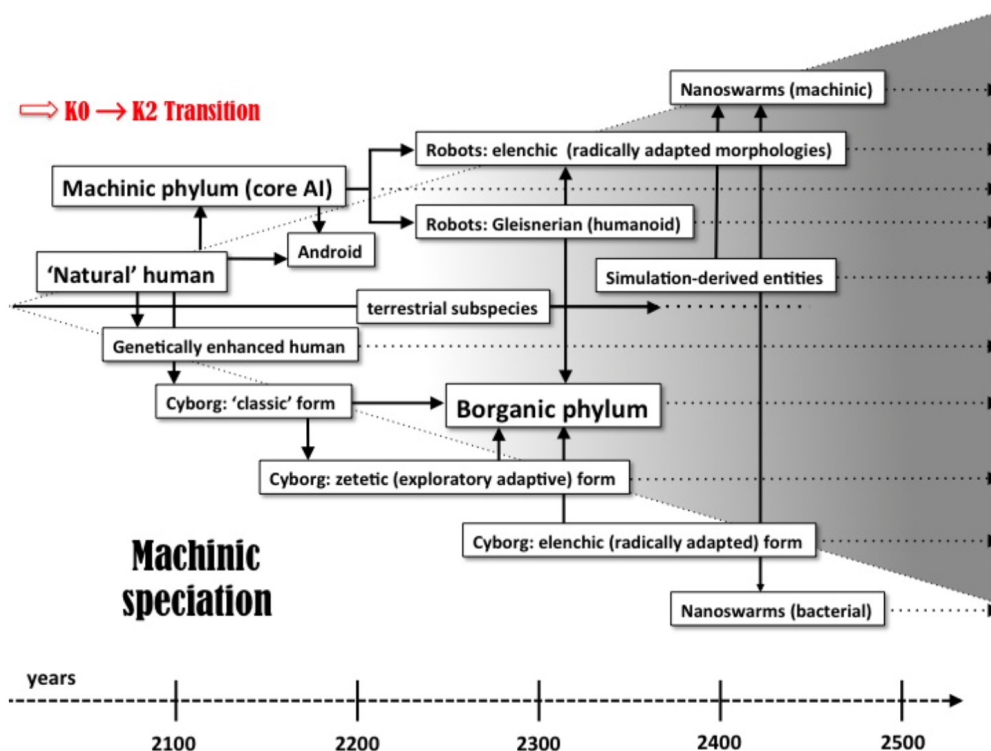 ⇨ K0 → K2 Transition
Nanoswarms (machinic)
Robots: elenchic (radically adapted morphologies)
Machinic phylum (core AI)
Robots: Gleisnerian (humanoid)
Android
‘Natural’ human
Simulation-derived entities
terrestrial subspecies
Genetically enhanced human
Cyborg: ‘classic’ form
Borganic phylum
Cyborg: zetetic (exploratory adaptive) form
Cyborg: elenchic (radically adapted) form
Machinic
speciation
Nanoswarms (bacterial)
years
2100 2200 2300 2400 2500